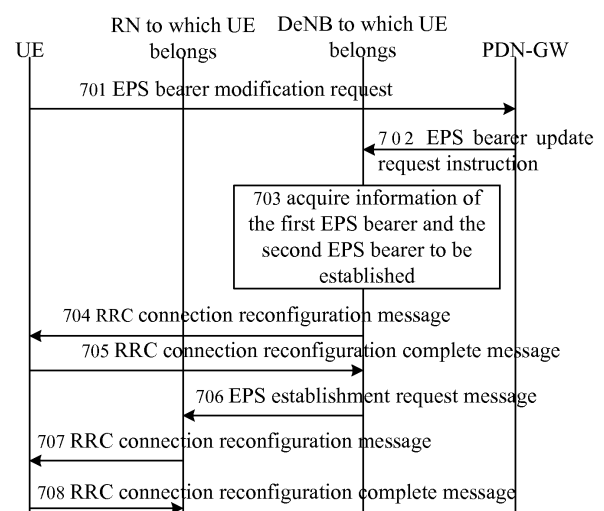 RN to which UE belongs
DeNB to which UE belongs
UE
PDN-GW
701 EPS bearer modification request
702 EPS bearer update
request instruction
703 acquire information of
the first EPS bearer and the
second EPS bearer to be
established
704 RRC connection reconfiguration message
705 RRC connection reconfiguration complete message
706 EPS establishment request message
707 RRC connection reconfiguration message
708 RRC connection reconfiguration complete message